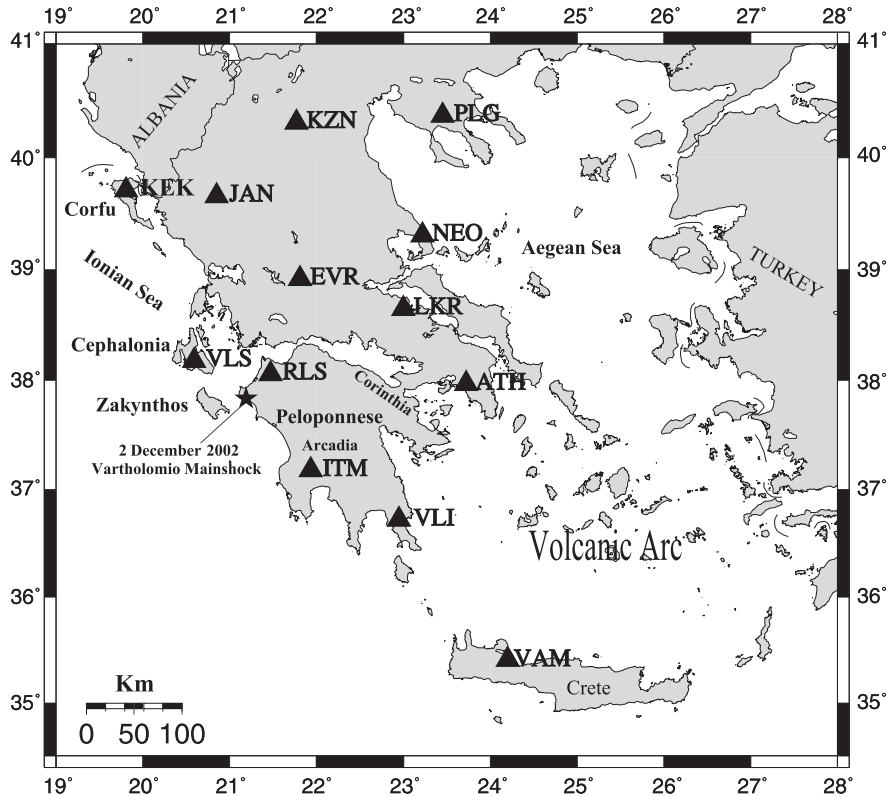 19° 20° 21° 22° 23° 24° 25° 26° 27° 28°
41° 41°
ALBANIA
KZN
PLG
40° 40°
KEK
JAN
Corfu
NEO
Aegean Sea
Ionian Sea
39° 39°
EVR
TURKEY
LKR
Cephalonia
VLS
RLS
38° 38°
ATH
Corinthia
Zakynthos
Peloponnese
2 December 2002
Vartholomio Mainshock
Arcadia
ITM
37° 37°
VLI
Volcanic Arc
36° 36°
VAM
Crete
Km
35° 35°
0 50 100
19° 20° 21° 22° 23° 24° 25° 26° 27° 28°